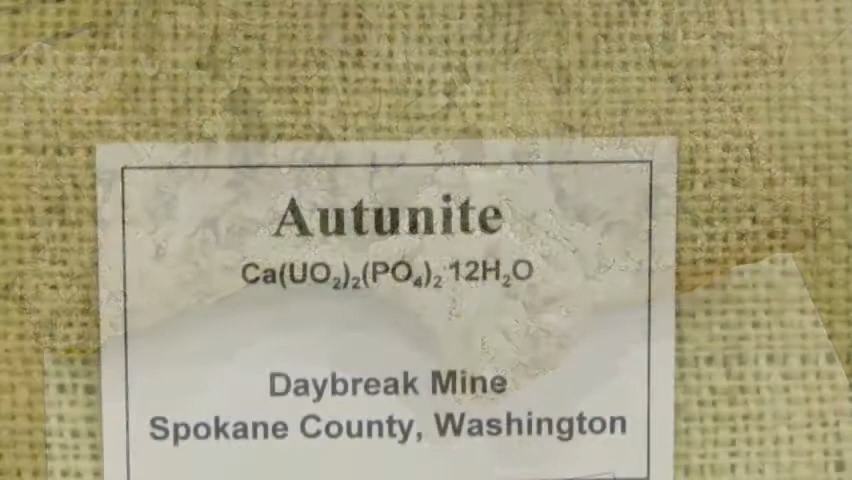 Autunite
Ca(UO₂)₂(PO₄)₂·12H₂O
Daybreak Mine
Spokane County, Washington